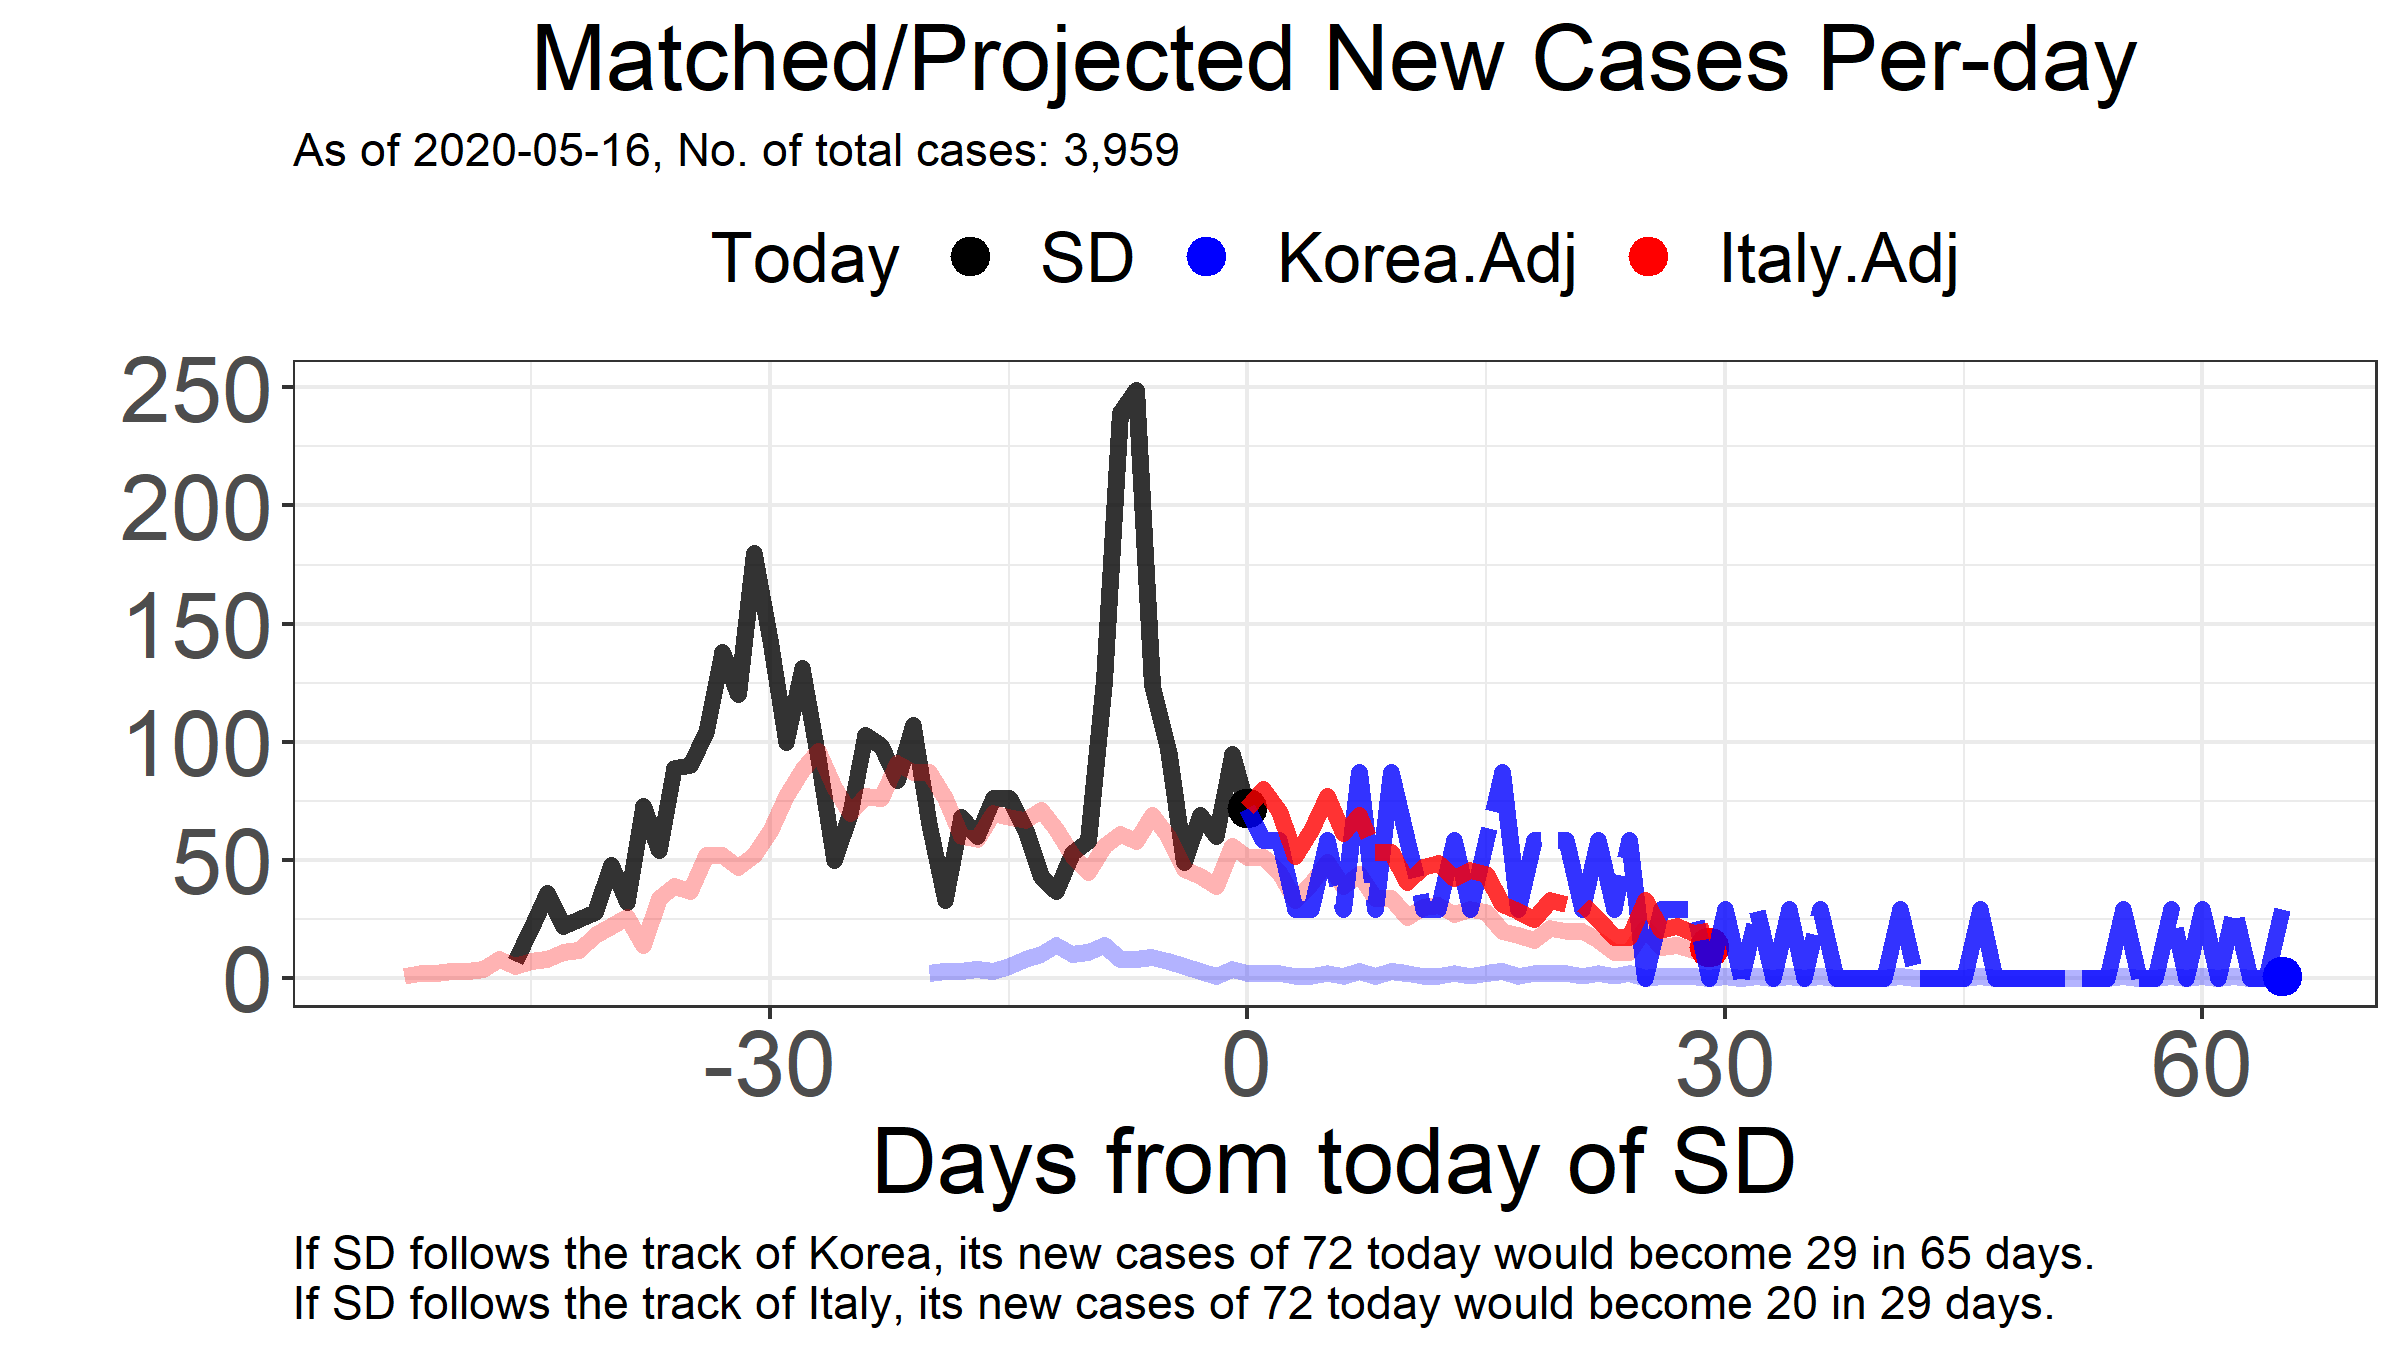 Matched/Projected New Cases Per-day
As of 2020-05-16, No. of total cases: 3,959
Today SD Korea.Adj Italy.Adj
250
200
150
100
50
0
-30 0 30 60
Days from today of SD
If SD follows the track of Korea, its new cases of 72 today would become 29 in 65 days.
If SD follows the track of Italy, its new cases of 72 today would become 20 in 29 days.